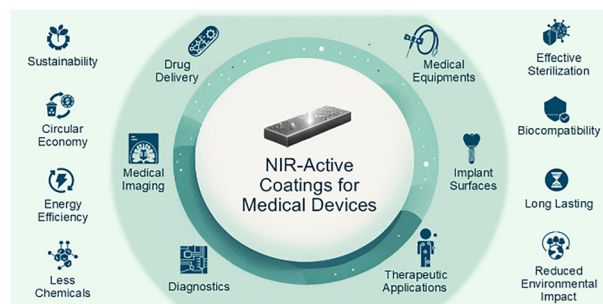 Sustainability
Circular
Economy
Energy
Efficiency
Less
Chemicals
Drug
Delivery
Medical
Imaging
Diagnostics
NIR-Active
Coatings for
Medical Devices
Medical
Equipments
Implant
Surfaces
Therapeutic
Applications
Effective
Sterilization
Biocompatibility
Long Lasting
Reduced
Environmental
Impact